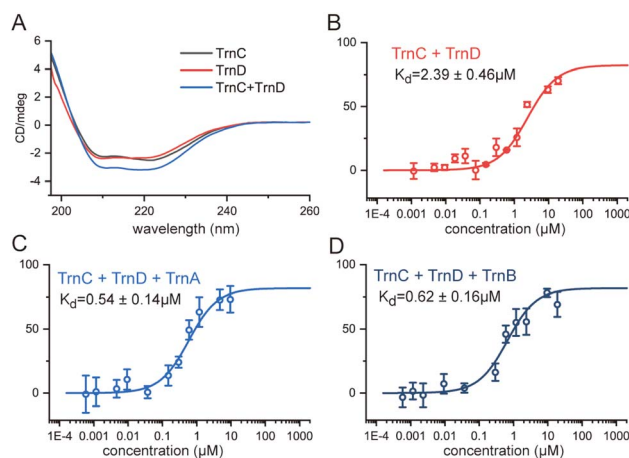 A
TrnC
TrnD
TrnC+TrnD
CD/mdeg
6
4
2
0
-2
-4
200 220 240 260
wavelength (nm)
B
TrnC + TrnD
Kd=2.39 ± 0.46μM
100
50
0
1E-4 0.001 0.01 0.1 1 10 100 1000
concentration (μM)
C
TrnC + TrnD + TrnA
Kd=0.54 ± 0.14μM
100
50
0
1E-4 0.001 0.01 0.1 1 10 100 1000
concentration (μM)
D
TrnC + TrnD + TrnB
Kd=0.62 ± 0.16μM
100
50
0
1E-4 0.001 0.01 0.1 1 10 100 1000
concentration (μM)